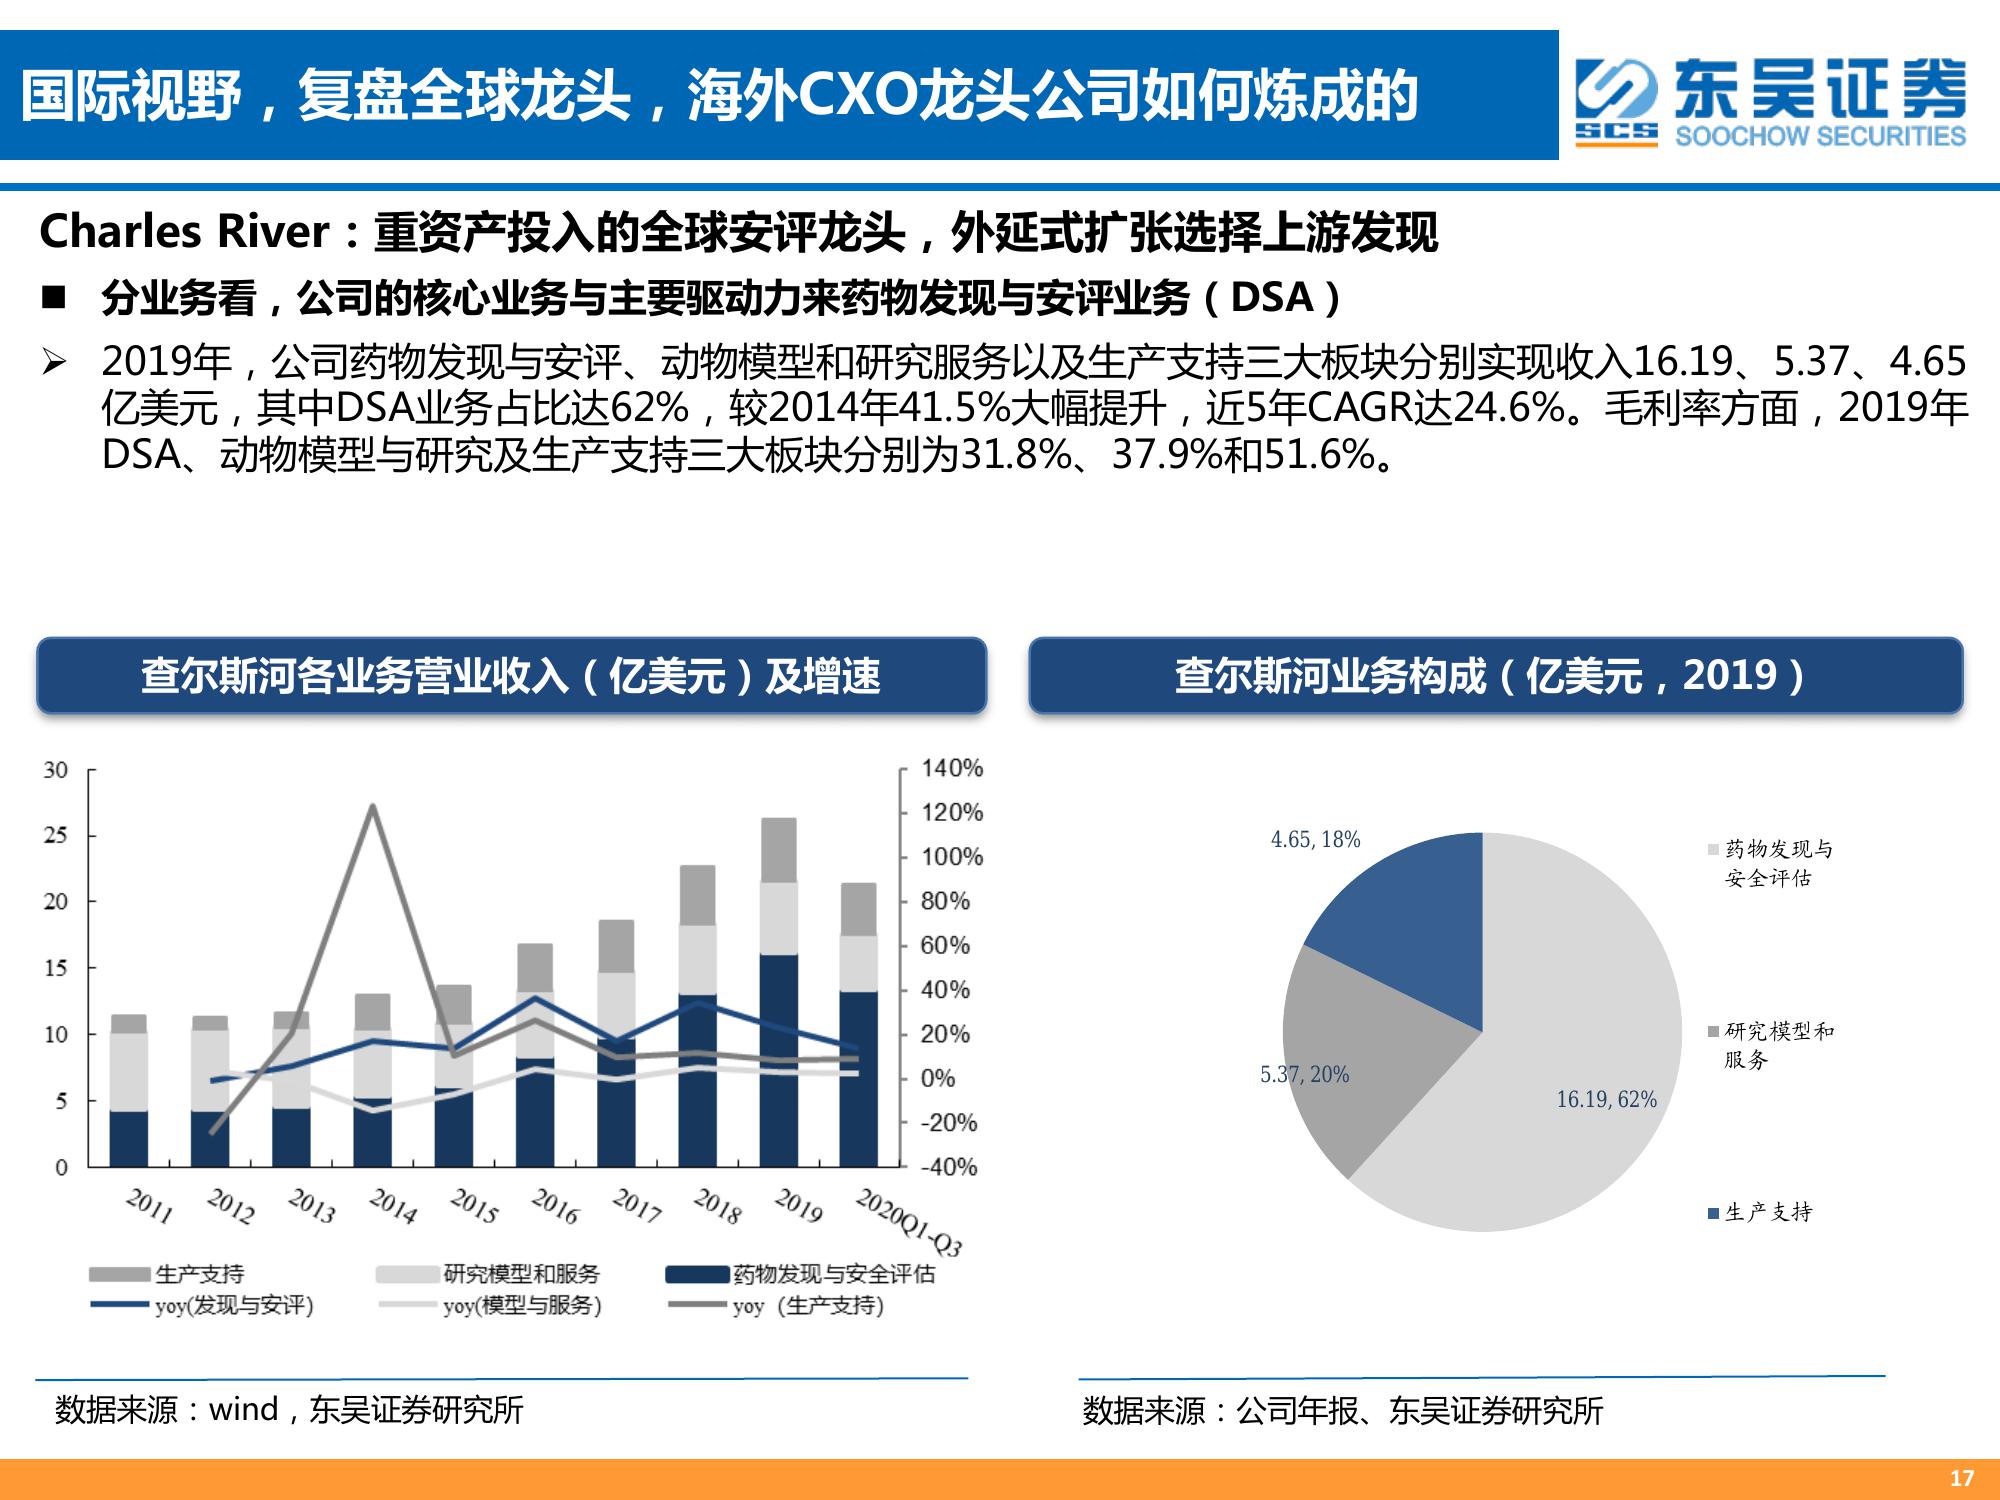 国际视野，复盘全球龙头，海外CXO龙头公司如何炼成的
东吴证券
SCS
SOOCHOW SECURITIES
Charles River：重资产投入的全球安评龙头，外延式扩张选择上游发现
■ 分业务看，公司的核心业务与主要驱动力来药物发现与安评业务（DSA）
➢ 2019年，公司药物发现与安评、动物模型和研究服务以及生产支持三大板块分别实现收入16.19、5.37、4.65
亿美元，其中DSA业务占比达62%，较2014年41.5%大幅提升，近5年CAGR达24.6%。毛利率方面，2019年
DSA、动物模型与研究及生产支持三大板块分别为31.8%、37.9%和51.6%。
查尔斯河各业务营业收入（亿美元）及增速
30
25
20
15
10
5
0
140%
120%
100%
80%
60%
40%
20%
0%
-20%
-40%
2011
2012
2013
2014
2015
2016
2017
2018
2019
2020Q1-Q3
生产支持
研究模型和服务
药物发现与安全评估
yoy(发现与安评)
yoy(模型与服务)
yoy（生产支持)
数据来源：wind，东吴证券研究所
查尔斯河业务构成（亿美元，2019）
4.65, 18%
5.37, 20%
16.19, 62%
药物发现与
安全评估
研究模型和
服务
生产支持
数据来源：公司年报、东吴证券研究所
17